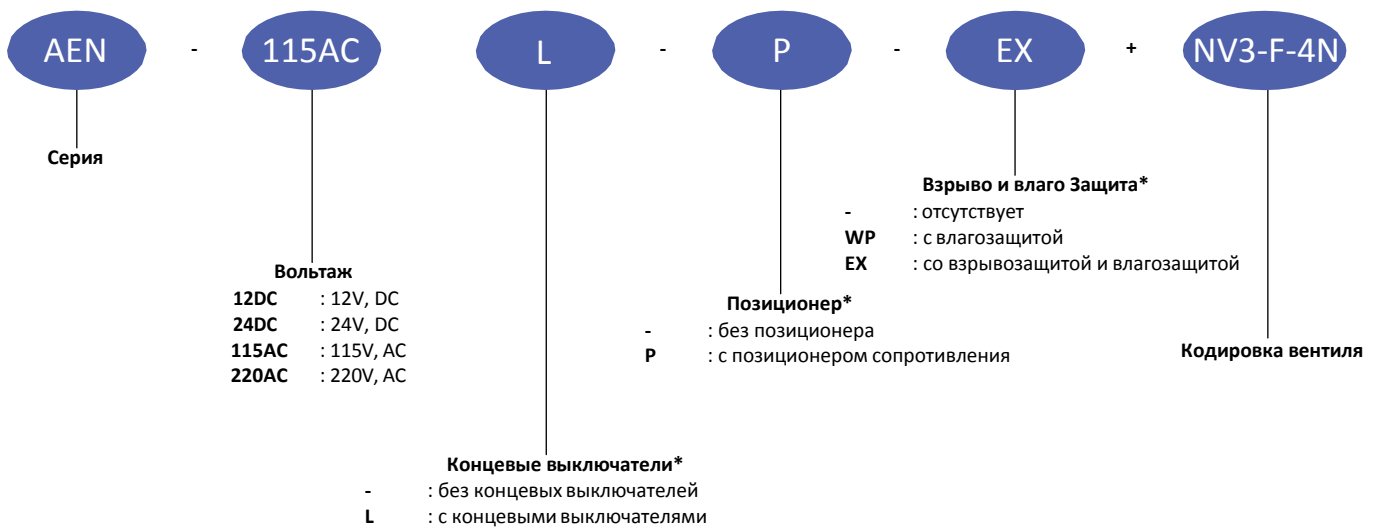 AEN - 115AC L - P - EX + NV3-F-4N
Серия
Взрыво и влаго Защита*
- : отсутствует
WP : с влагозащитой
EX : со взрывозащитой и влагозащитой
Вольтаж
12DC : 12V, DC
24DC : 24V, DC
115AC : 115V, AC
220AC : 220V, AC
Позиционер*
- : без позиционера
P : с позиционером сопротивления
Кодировка вентиля
Концевые выключатели*
- : без концевых выключателей
L : с концевыми выключателями